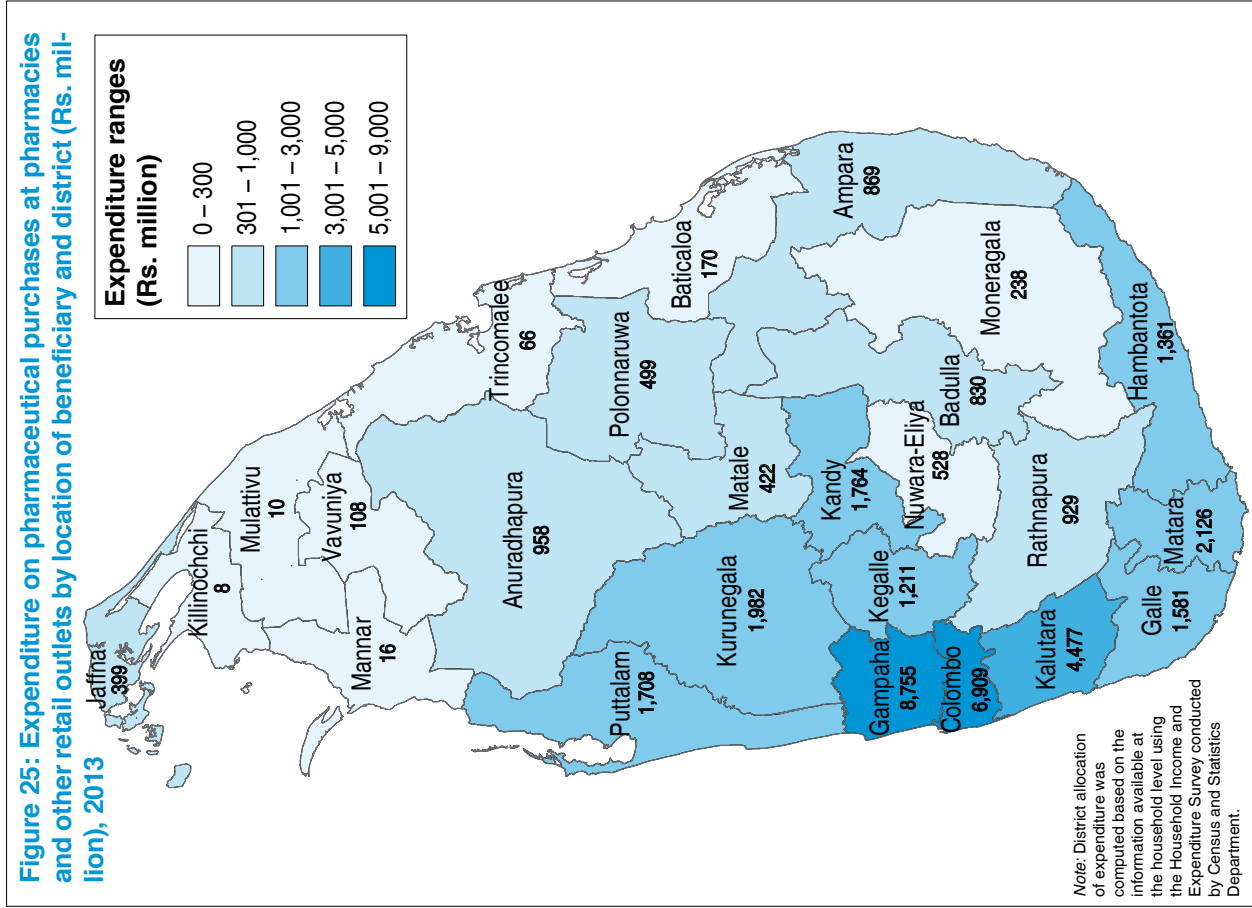 Figure 25: Expenditure on pharmaceutical purchases at pharmacies
and other retail outlets by location of beneficiary and district (Rs. mil-
lion), 2013
Expenditure ranges
(Rs. million)
0 – 300
301 – 1,000
1,001 – 3,000
3,001 – 5,000
5,001 – 9,000
Jaffna
399
Killinochchi
8
Mulattivu
10
Vavuniya
108
Mannar
16
Trincomalee
66
Anuradhapura
958
Polonnaruwa
499
Baticaloa
170
Puttalam
1,708
Kurunegala
1,982
Matale
422
Ampara
869
Kandy
1,764
Kegalle
1,211
Gampaha
8,755
Nuwara-Eliya
528
Badulla
830
Moneragala
238
Colombo
6,909
Kalutara
4,477
Rathnapura
929
Hambantota
1,361
Galle
1,581
Matara
2,126
Note: District allocation
of expenditure was
computed based on the
information available at
the household level using
the Household Income and
Expenditure Survey conducted
by Census and Statistics
Department.